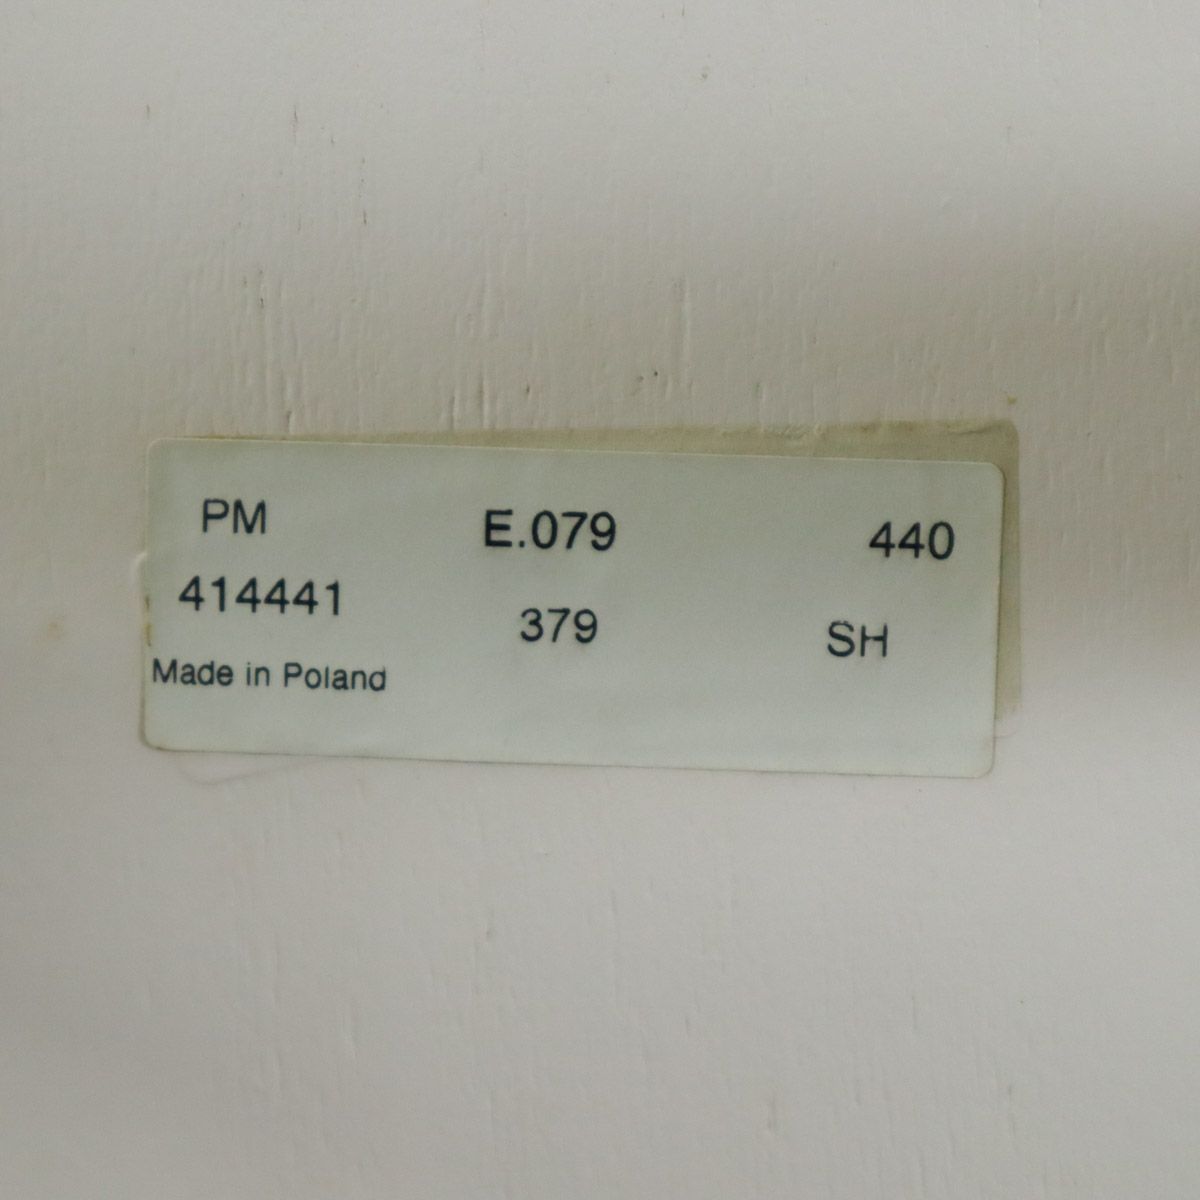 PM E.079 440
414441 379 SH
Made in Poland